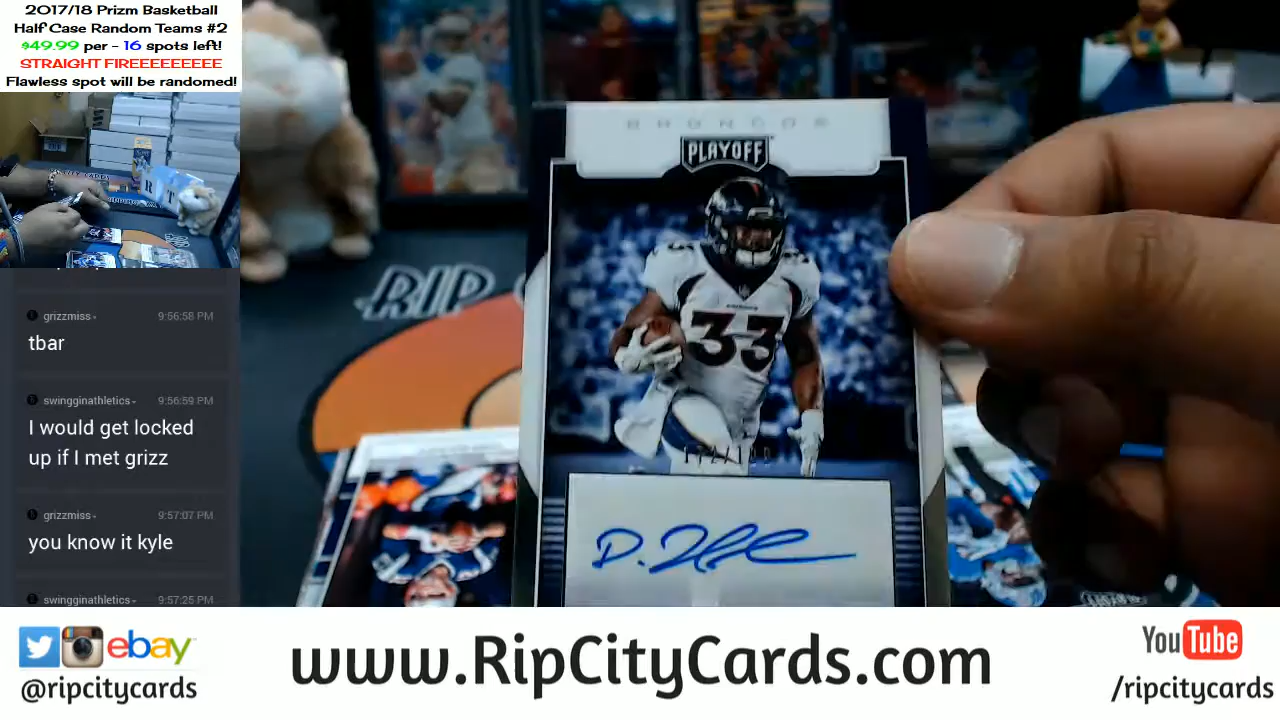 2017/18 Prizm Basketball
Half Case Random Teams #2
$49.99 per - 16 spots left!
STRAIGHT FIREEEEEEEEE
Flawless spot will be randomed!
grizzmiss 9:56:58 PM
tbar
swingginathletics 9:56:59 PM
I would get locked
up if I met grizz
grizzmiss 9:57:07 PM
you know it kyle
swingginathletics 9:57:25 PM
BRONCOS
PLAYOFF
33
RIP
ebay
@ripcitycards
www.RipCityCards.com
YouTube
/ripcitycards